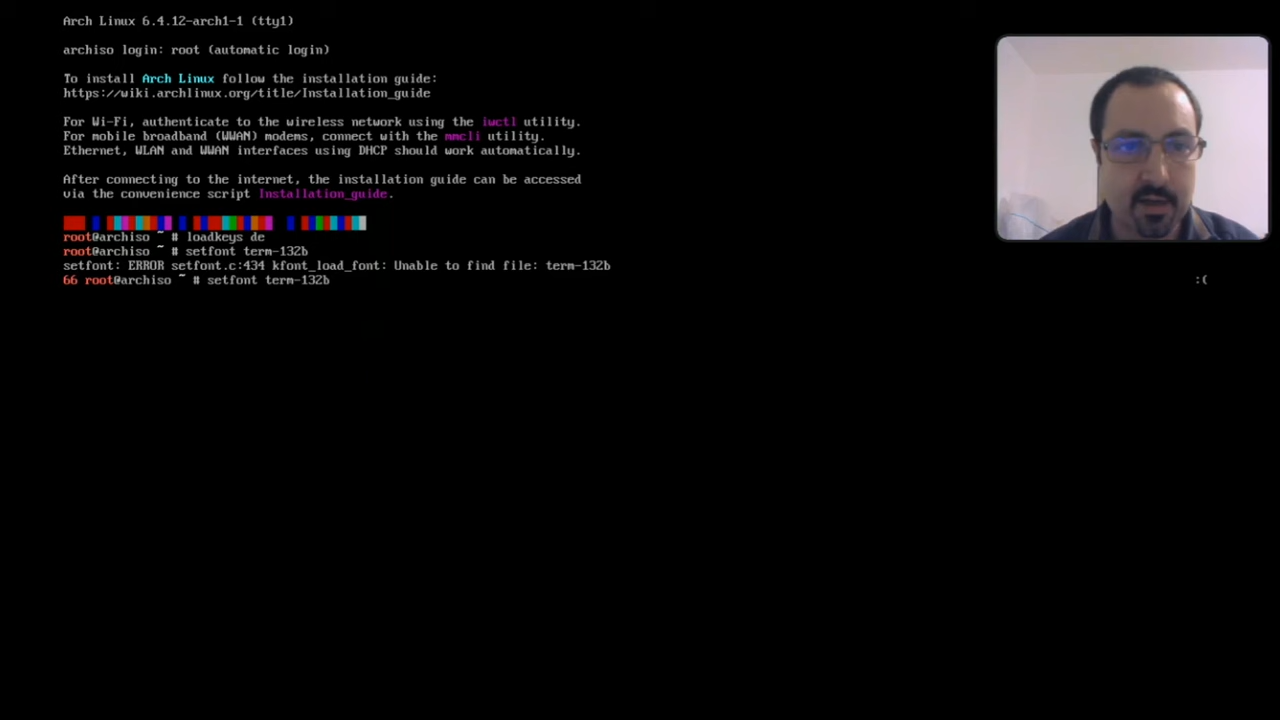 Arch Linux 6.4.12-arch1-1 (tty1)
archiso login: root (automatic login)
To install Arch Linux follow the installation guide:
https://wiki.archlinux.org/title/Installation_guide
For Wi-Fi, authenticate to the wireless network using the iwctl utility.
For mobile broadband (WWAN) modems, connect with the mmcli utility.
Ethernet, WLAN and WWAN interfaces using DHCP should work automatically.
After connecting to the internet, the installation guide can be accessed
via the convenience script Installation_guide.
root@archiso ~ # loadkeys de
root@archiso ~ # setfont term-132b
setfont: ERROR setfont.c:434 kfont_load_font: Unable to find file: term-132b
66 root@archiso ~ # setfont term-132b :(